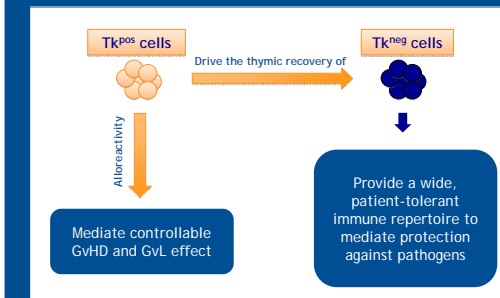 Tkpos cells
Tkneg cells
Drive the thymic recovery of
Alloreactivity
Mediate controllable
GvHD and GvL effect
Provide a wide,
patient-tolerant
immune repertoire to
mediate protection
against pathogens